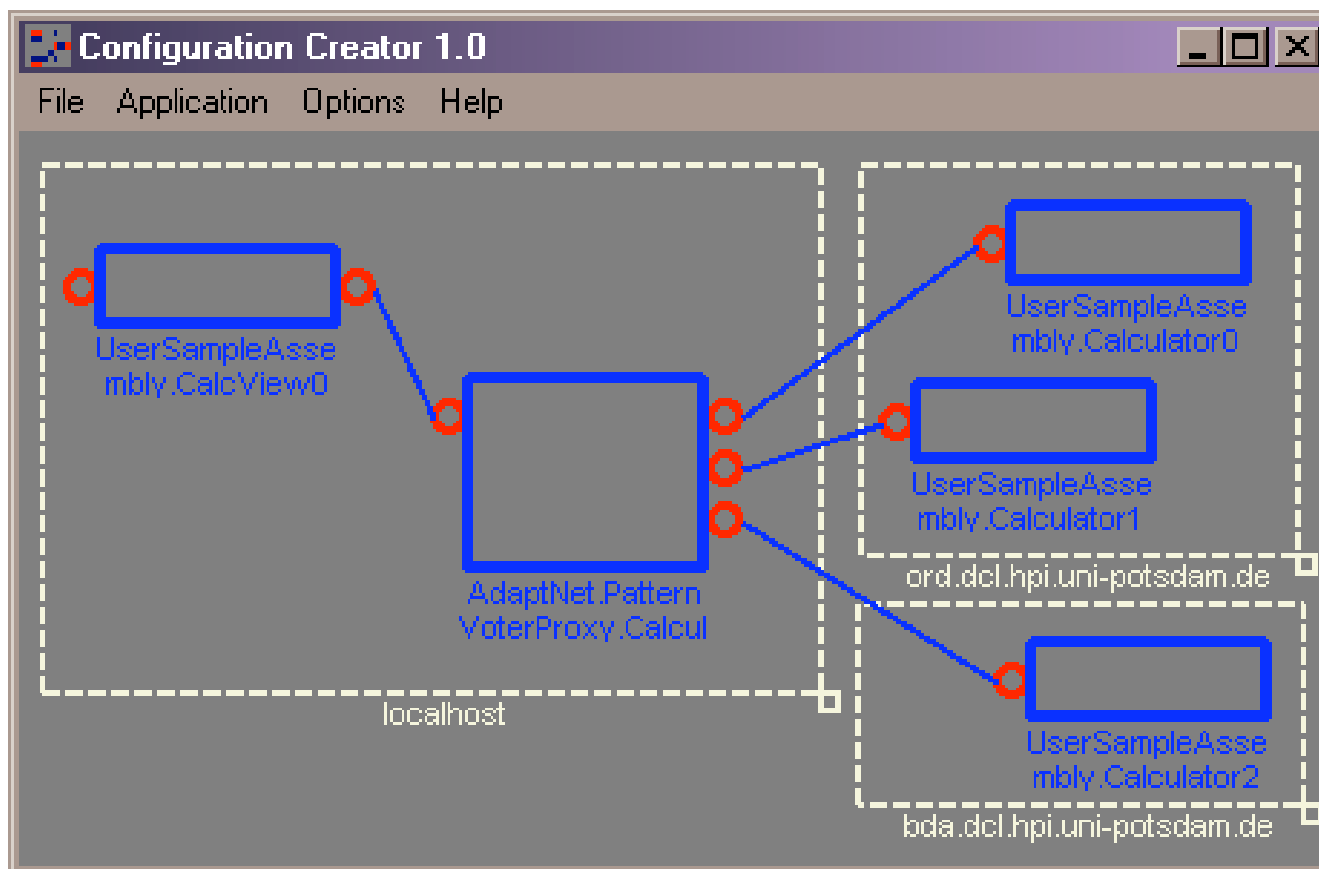 Configuration Creator 1.0
File Application Options Help
UserSampleAsse
mbly.CalcView0
AdaptNet.Pattern
VoterProxy.Calcul
localhost
UserSampleAsse
mbly.Calculator0
UserSampleAsse
mbly.Calculator1
ord.dcl.hpi.uni-potsdam.de
UserSampleAsse
mbly.Calculator2
bda.dcl.hpi.uni-potsdam.de